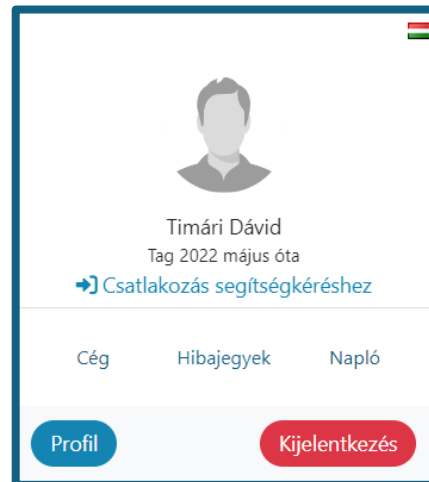 Timári Dávid
Tag 2022 május óta
Csatlakozás segítségkéréshez
Cég Hibajegyek Napló
Profil Kijelentkezés